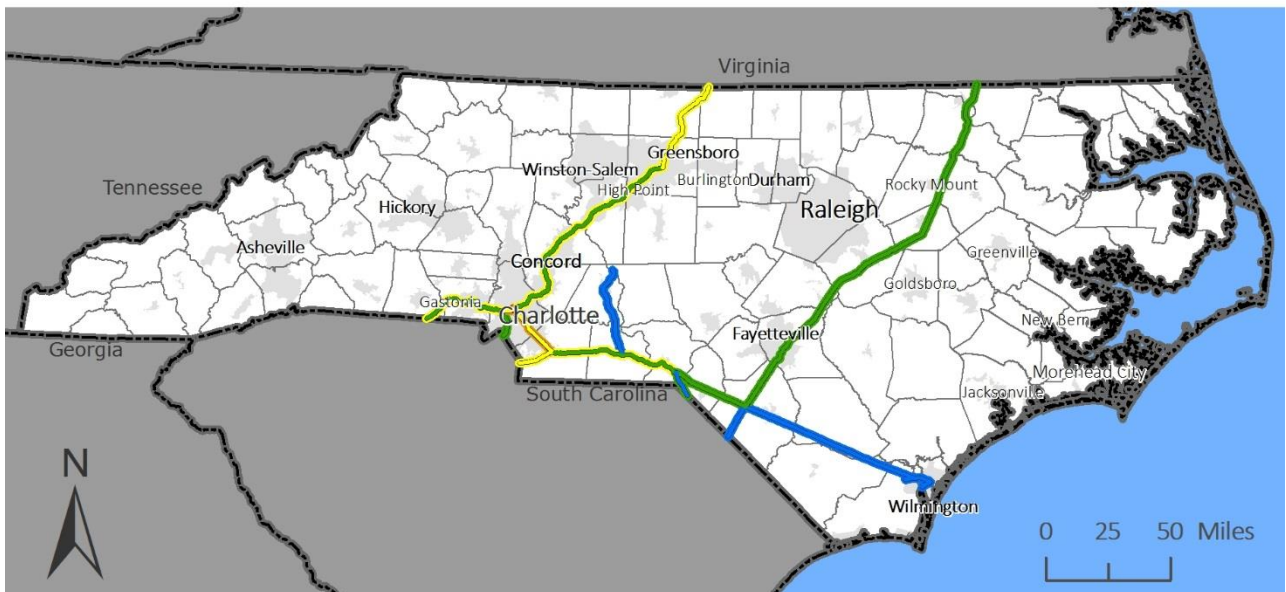 Virginia
Greensboro
Winston-Salem
High Point
Burlington
Durham
Rocky Mount
Tennessee
Hickory
Raleigh
Asheville
Greenville
Concord
Goldsboro
Gastonia
Charlotte
New Bern
Fayetteville
Georgia
Morehead City
South Carolina
Jacksonville
N
Wilmington
0 25 50 Miles